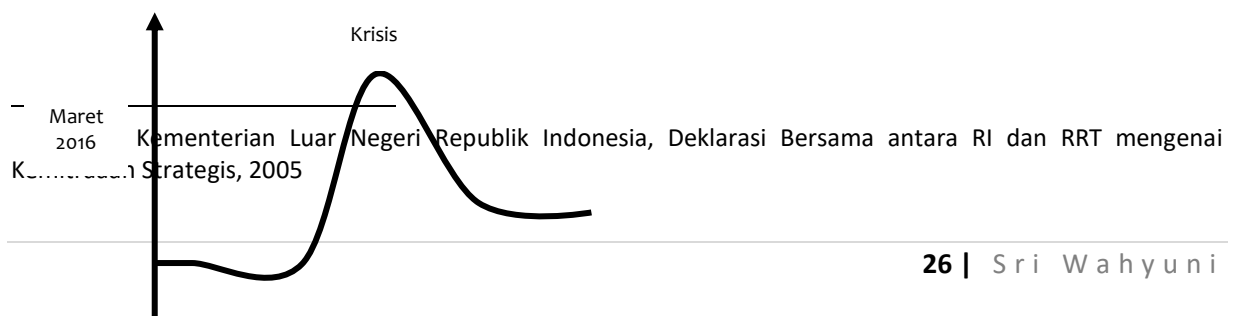 Krisis
Maret
2016
Kementerian Luar Negeri Republik Indonesia, Deklarasi Bersama antara RI dan RRT mengenai
Strategis, 2005
26 | Sri Wahyuni